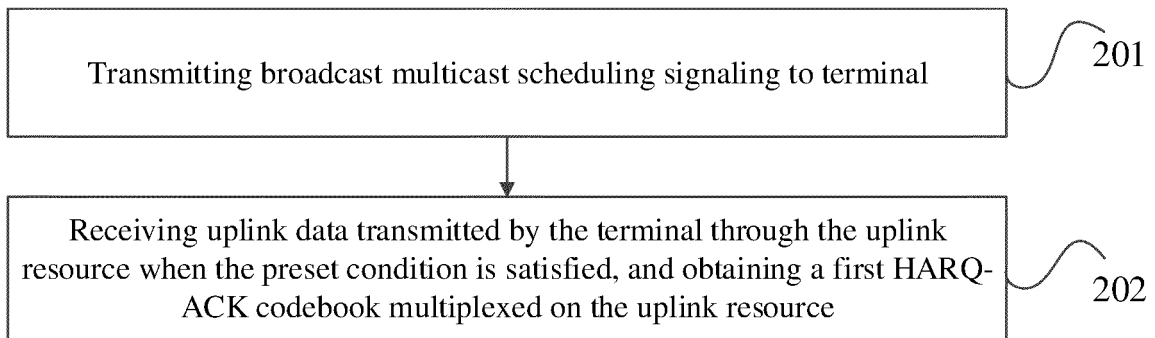 Transmitting broadcast multicast scheduling signaling to terminal
201
Receiving uplink data transmitted by the terminal through the uplink
resource when the preset condition is satisfied, and obtaining a first HARQ-
ACK codebook multiplexed on the uplink resource
202